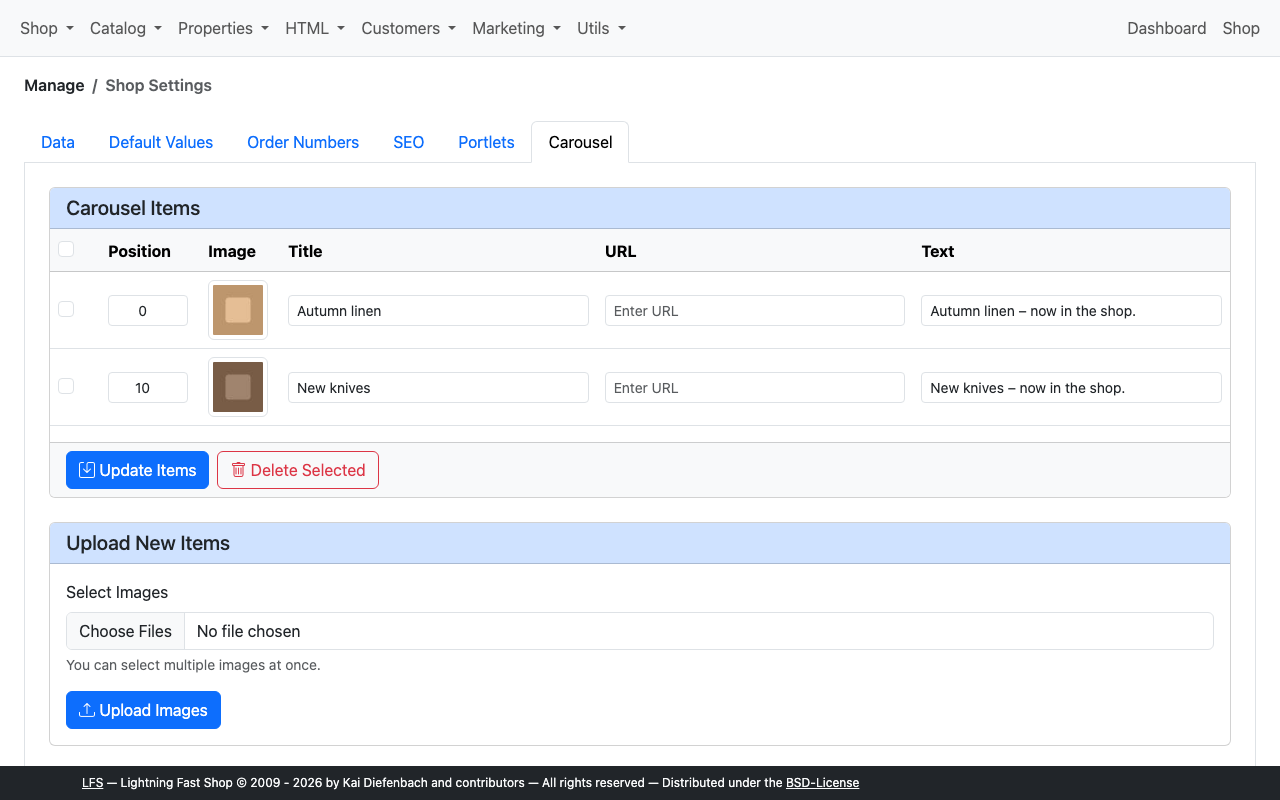 Shop Catalog Properties HTML Customers Marketing Utils Dashboard Shop
Manage / Shop Settings
Data Default Values Order Numbers SEO Portlets Carousel
Carousel Items
Position Image Title URL Text
0 Autumn linen Enter URL Autumn linen – now in the shop.
10 New knives Enter URL New knives – now in the shop.
Update Items Delete Selected
Upload New Items
Select Images
Choose Files No file chosen
You can select multiple images at once.
Upload Images
LFS — Lightning Fast Shop © 2009 - 2026 by Kai Diefenbach and contributors — All rights reserved — Distributed under the BSD-License